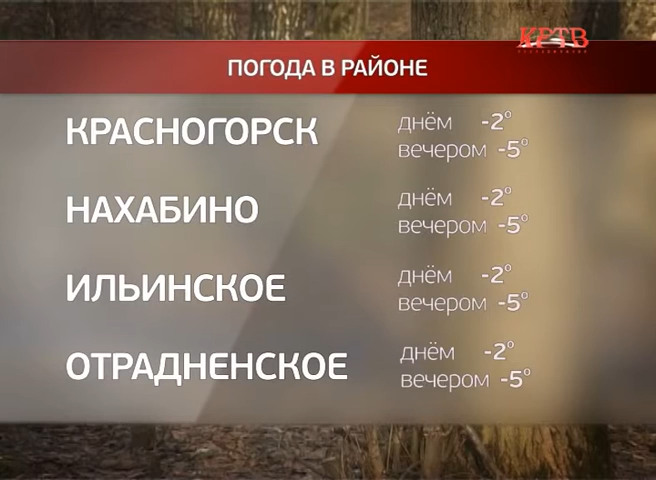 КРТВ
ПОГОДА В РАЙОНЕ
КРАСНОГОРСК
днём -2°
вечером -5°
НАХАБИНО
днём -2°
вечером -5°
ИЛЬИНСКОЕ
днём -2°
вечером -5°
ОТРАДНЕНСКОЕ
днём -2°
вечером -5°